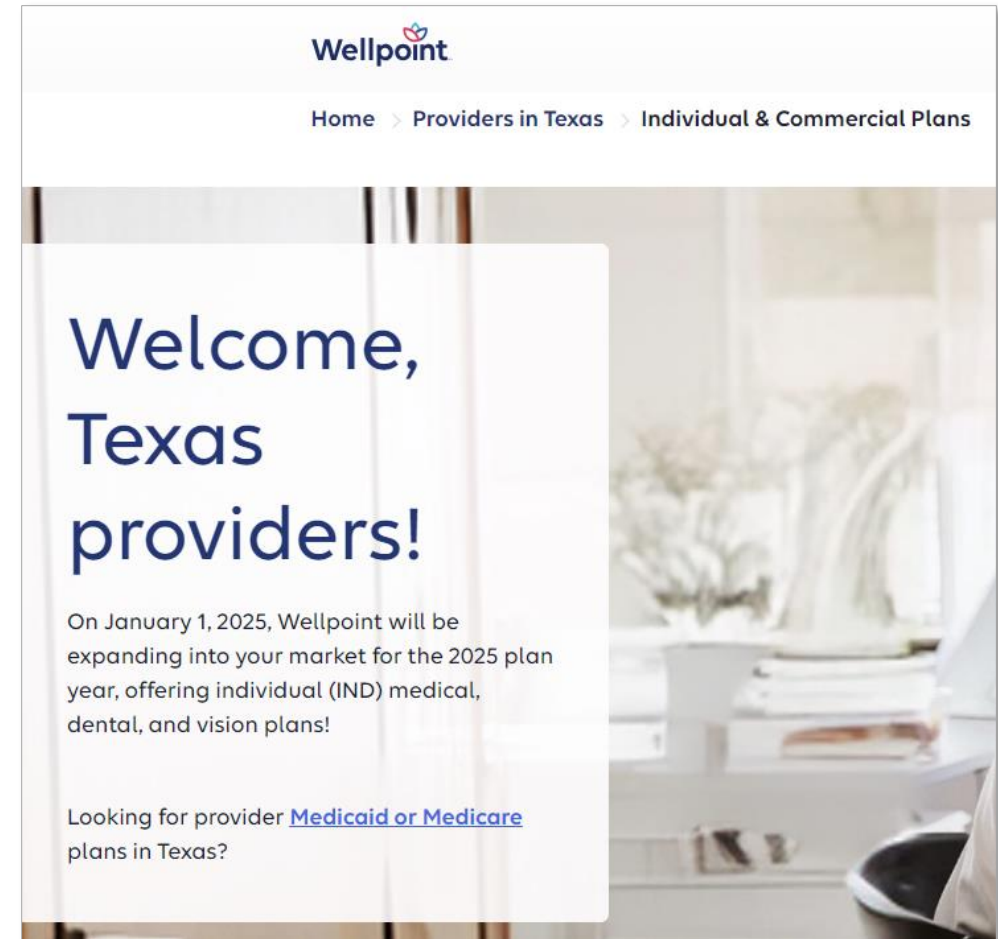 Wellpoint
Home > Providers in Texas > Individual & Commercial Plans
Welcome,
Texas
providers!
On January 1, 2025, Wellpoint will be
expanding into your market for the 2025 plan
year, offering individual (IND) medical,
dental, and vision plans!
Looking for provider Medicaid or Medicare
plans in Texas?